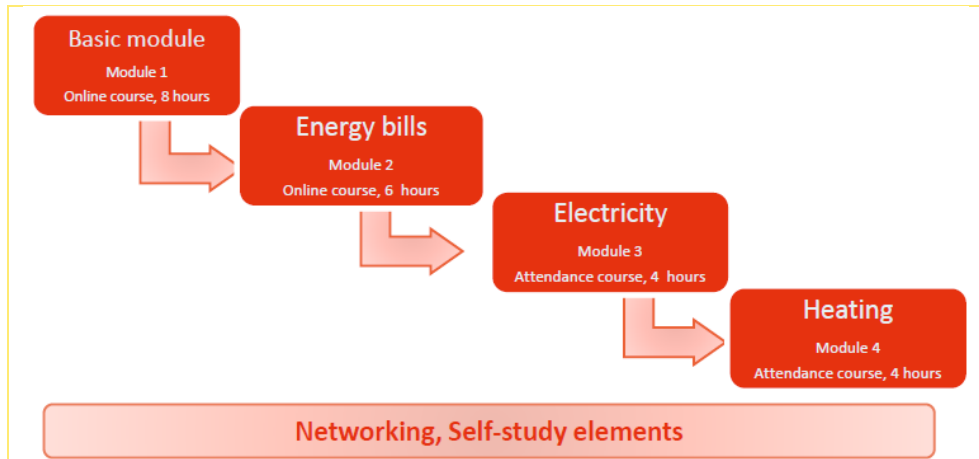 Basic module
Module 1
Online course, 8 hours
Energy bills
Module 2
Online course, 6 hours
Electricity
Module 3
Attendance course, 4 hours
Heating
Module 4
Attendance course, 4 hours
Networking, Self-study elements